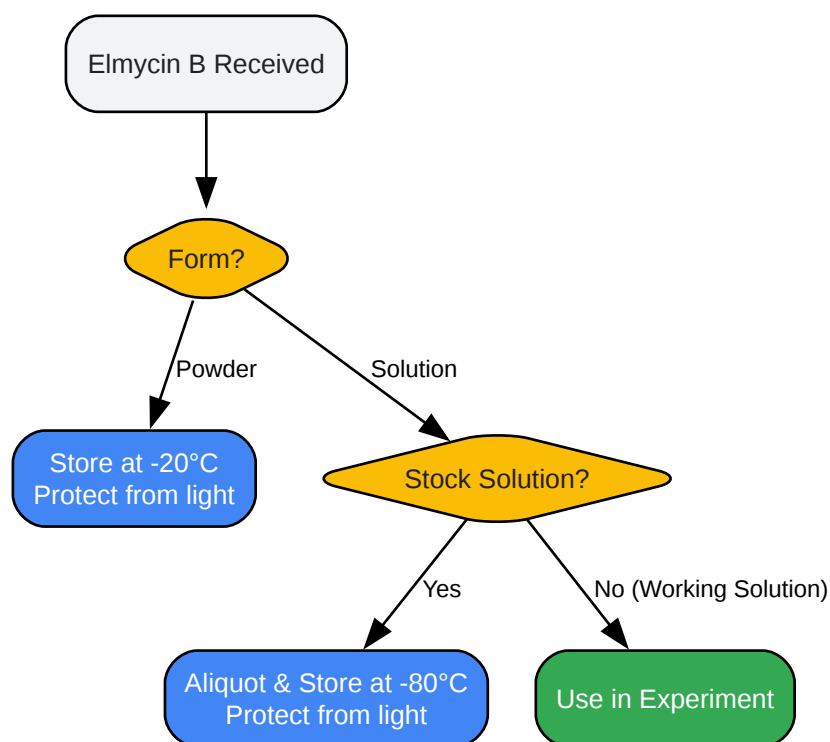 Elmycin B Received
Form?
Powder
Solution
Store at -20°C
Protect from light
Stock Solution?
Yes
No (Working Solution)
Aliquot & Store at -80°C
Protect from light
Use in Experiment